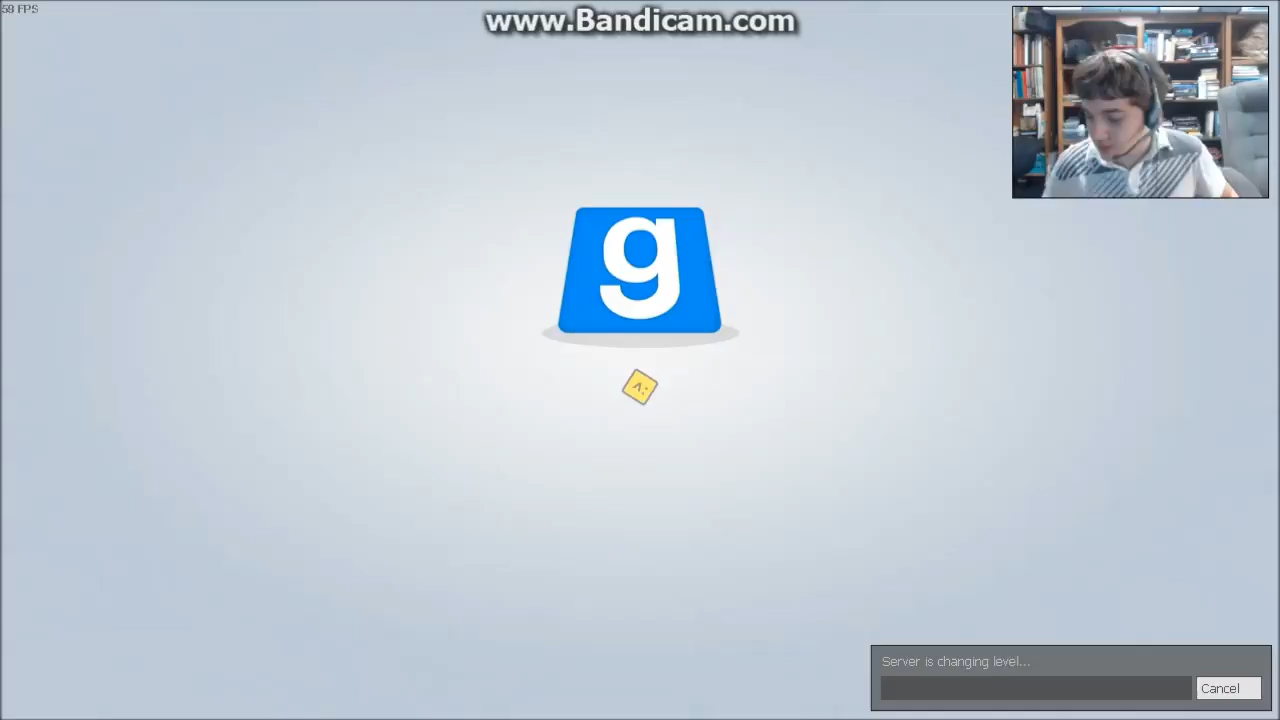 59 FPS
www.Bandicam.com
g
Server is changing level...
Cancel